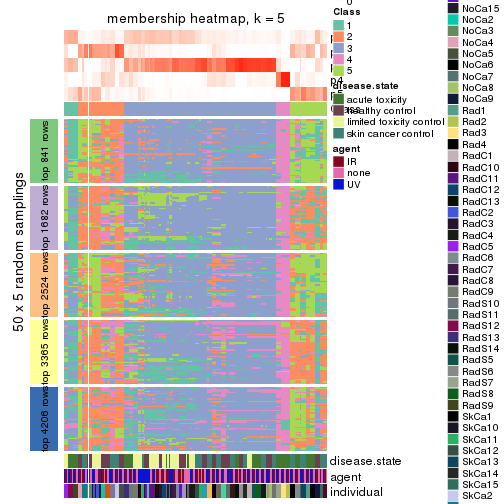 membership heatmap, k = 5
Class
1
2
3
4
5
p4
disease.state
acute toxicity
healthy control
limited toxicity control
skin cancer control
agent
IR
none
UV
50 x 5 random samplings
top 841 rows
top 1682 rows
top 2524 rows
top 3365 rows
top 4206 rows
disease.state
agent
individual
0
NoCa15
NoCa2
NoCa3
NoCa4
NoCa5
NoCa6
NoCa7
NoCa8
NoCa9
Rad1
Rad2
Rad3
Rad4
RadC1
RadC10
RadC11
RadC12
RadC13
RadC2
RadC3
RadC4
RadC5
RadC6
RadC7
RadC8
RadC9
RadS10
RadS11
RadS12
RadS13
RadS14
RadS5
RadS6
RadS7
RadS8
RadS9
SkCa1
SkCa10
SkCa11
SkCa12
SkCa13
SkCa14
SkCa15
SkCa2